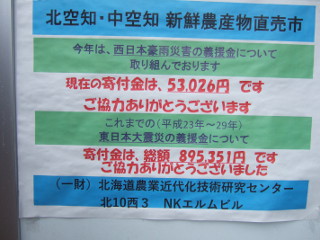 北空知・中空知 新鮮農産物直売市
今年は、西日本豪雨災害の義援金について
取り組んでおります
現在の寄付金は、53.026円 です
ご協力ありがとうございます
これまでの（平成23年～29年）
東日本大震災の義援金について
寄付金は、総額 895,351円 です
ご協力ありがとうございました
（一財）北海道農業近代化技術研究センター
北10西3 NKエルムビル